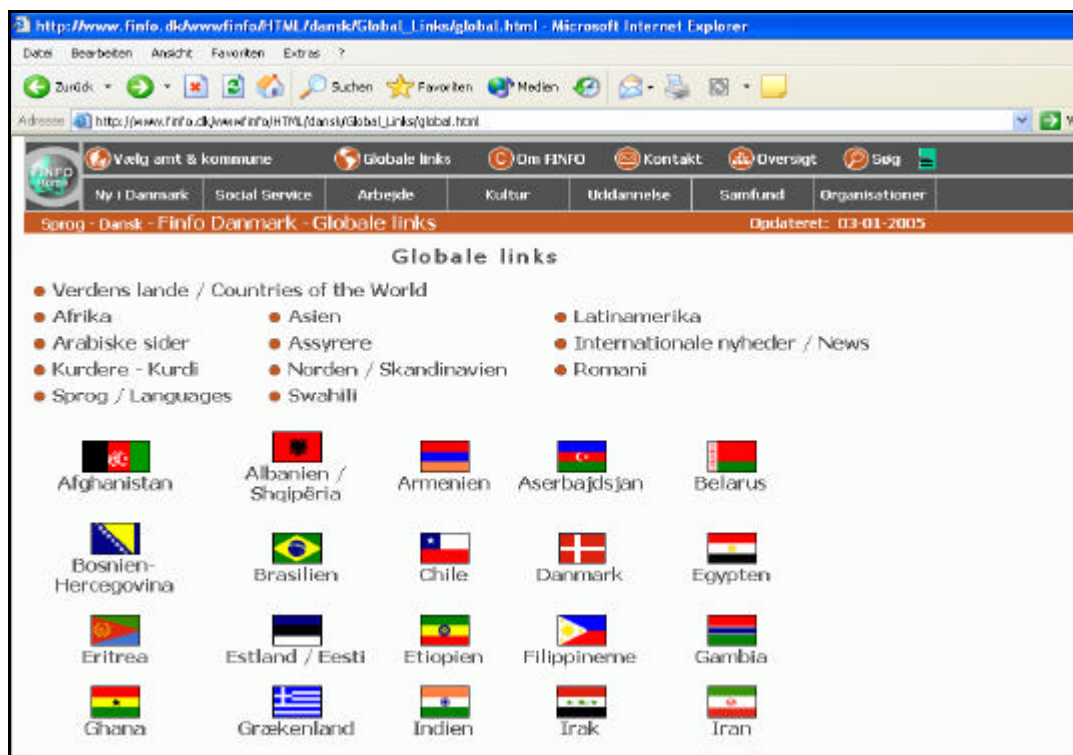 http://www.finfo.dk/wwwfinfo/HTML/dansk/Global_Links/global.html - Microsoft Internet Explorer
Datei Bearbeiten Ansicht Favoriten Extras ?
Zurück Suchen Favoriten Medien
Adresse http://www.finfo.dk/wwwfinfo/HTML/dansk/Global_Links/global.html
FINFO Home
Vælg amt & kommune Globale links Om FINFO Kontakt Oversigt Søg
Ny i Danmark Social Service Arbejde Kultur Uddannelse Samfund Organisationer
Sprog - Dansk - Finfo Danmark - Globale links Opdateret: 03-01-2005
Globale links
Verdens lande / Countries of the World
Afrika Asien Latinamerika
Arabiske sider Assyrere Internationale nyheder / News
Kurdere - Kurdi Norden / Skandinavien Romani
Sprog / Languages Swahili
Afghanistan Albanien / Shqipëria Armenien Aserbajdsjan Belarus
Bosnien-Hercegovina Brasilien Chile Danmark Egypten
Eritrea Estland / Eesti Etiopien Filippinerne Gambia
Ghana Grækenland Indien Irak Iran